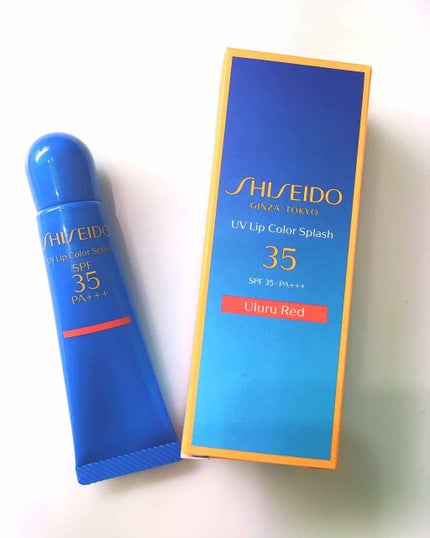 SHISEIDO
UV Lip Color Splash
SPF
35
PA+++
SHISEIDO
GINZA TOKYO
UV Lip Color Splash
35
SPF 35・PA+++
Uluru Red